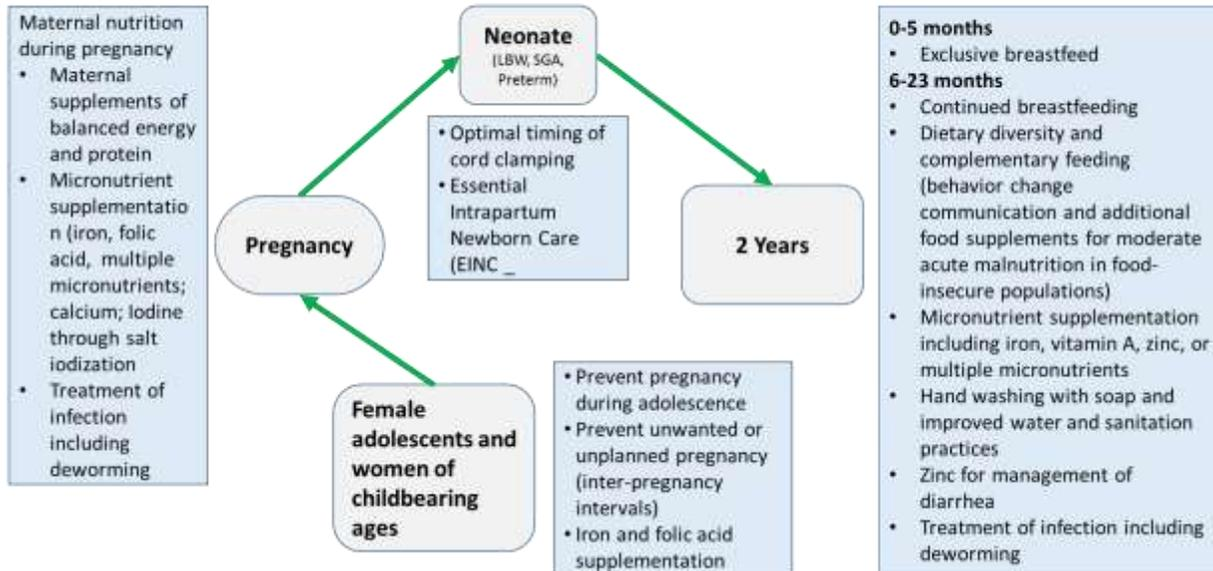 Maternal nutrition
during pregnancy
• Maternal
supplements of
balanced energy
and protein
• Micronutrient
supplementatio
n (iron, folic
acid, multiple
micronutrients;
calcium; Iodine
through salt
iodization
• Treatment of
infection
including
deworming
Neonate
(LBW, SGA,
Preterm)
• Optimal timing of
cord clamping
• Essential
Intrapartum
Newborn Care
(EINC _
Pregnancy
2 Years
Female
adolescents and
women of
childbearing
ages
• Prevent pregnancy
during adolescence
• Prevent unwanted or
unplanned pregnancy
(inter-pregnancy
intervals)
• Iron and folic acid
supplementation
0-5 months
• Exclusive breastfeed
6-23 months
• Continued breastfeeding
• Dietary diversity and
complementary feeding
(behavior change
communication and additional
food supplements for moderate
acute malnutrition in food-
insecure populations)
• Micronutrient supplementation
including iron, vitamin A, zinc, or
multiple micronutrients
• Hand washing with soap and
improved water and sanitation
practices
• Zinc for management of
diarrhea
• Treatment of infection including
deworming